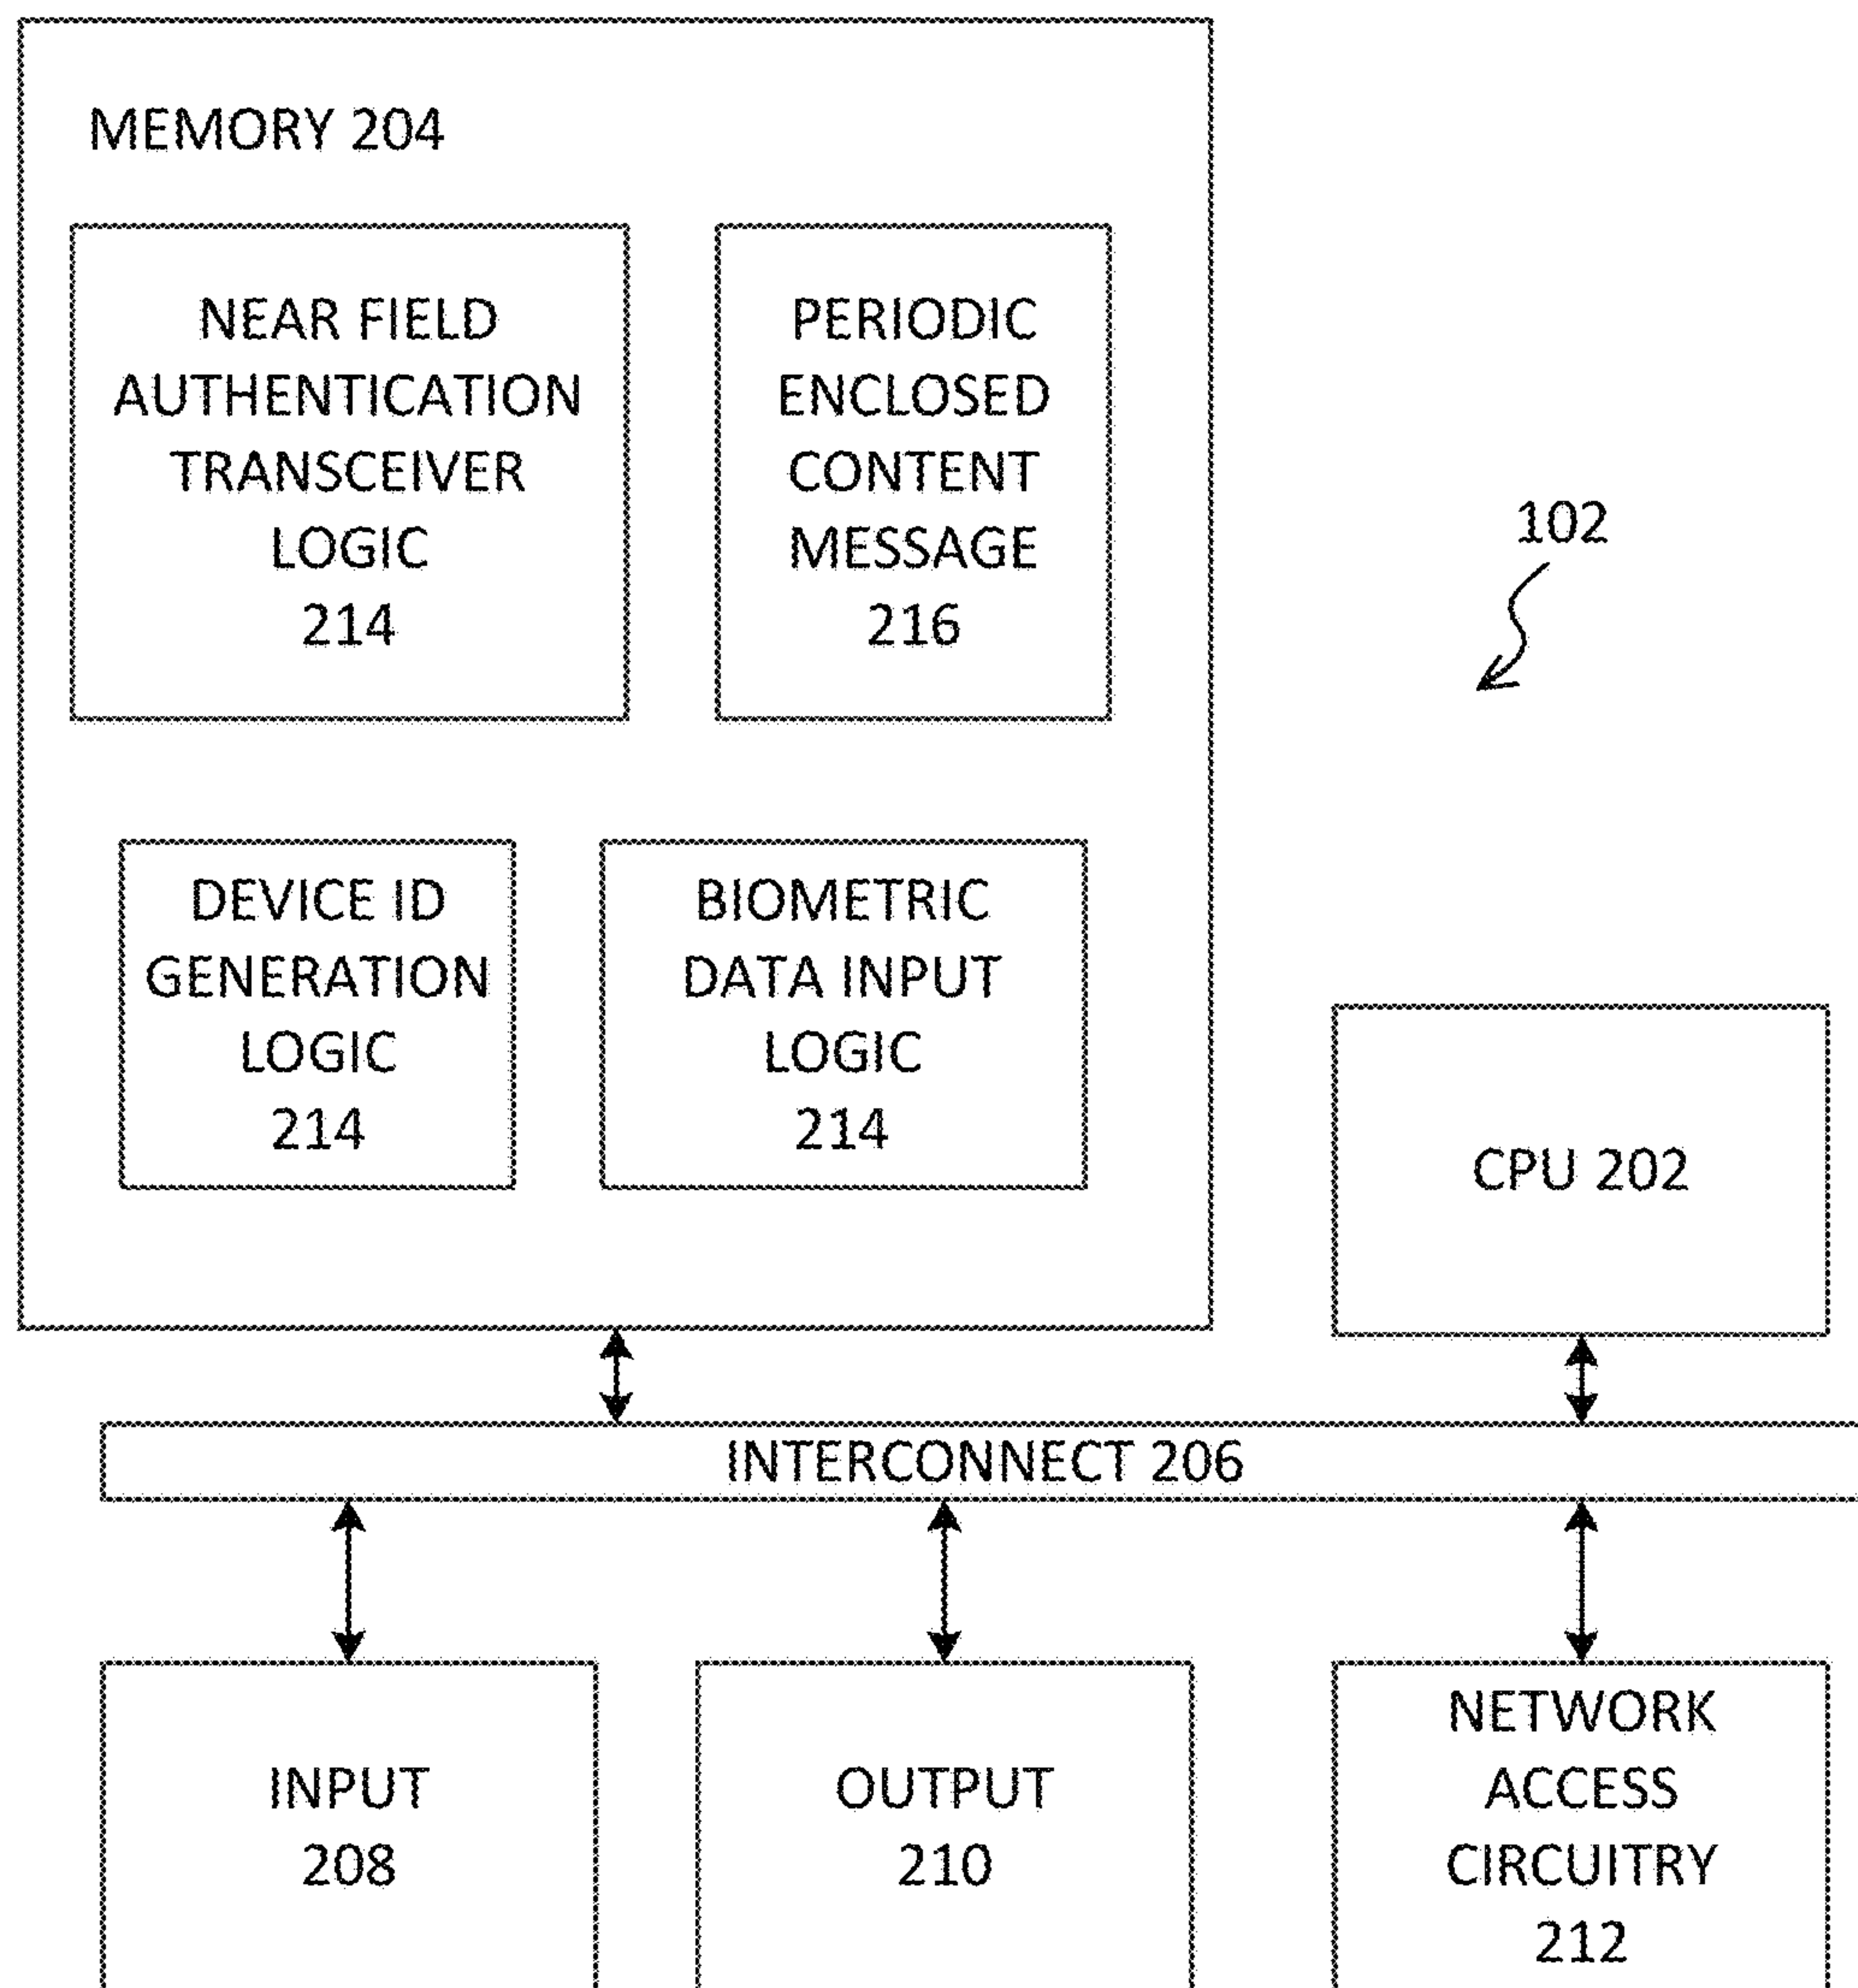 MEMORY 204
NEAR FIELD
AUTHENTICATION
TRANSCEIVER
LOGIC
214
PERIODIC
ENCLOSED
CONTENT
MESSAGE
216
102
DEVICE ID
GENERATION
LOGIC
214
BIOMETRIC
DATA INPUT
LOGIC
214
CPU 202
INTERCONNECT 206
INPUT
208
OUTPUT
210
NETWORK
ACCESS
CIRCUITRY
212